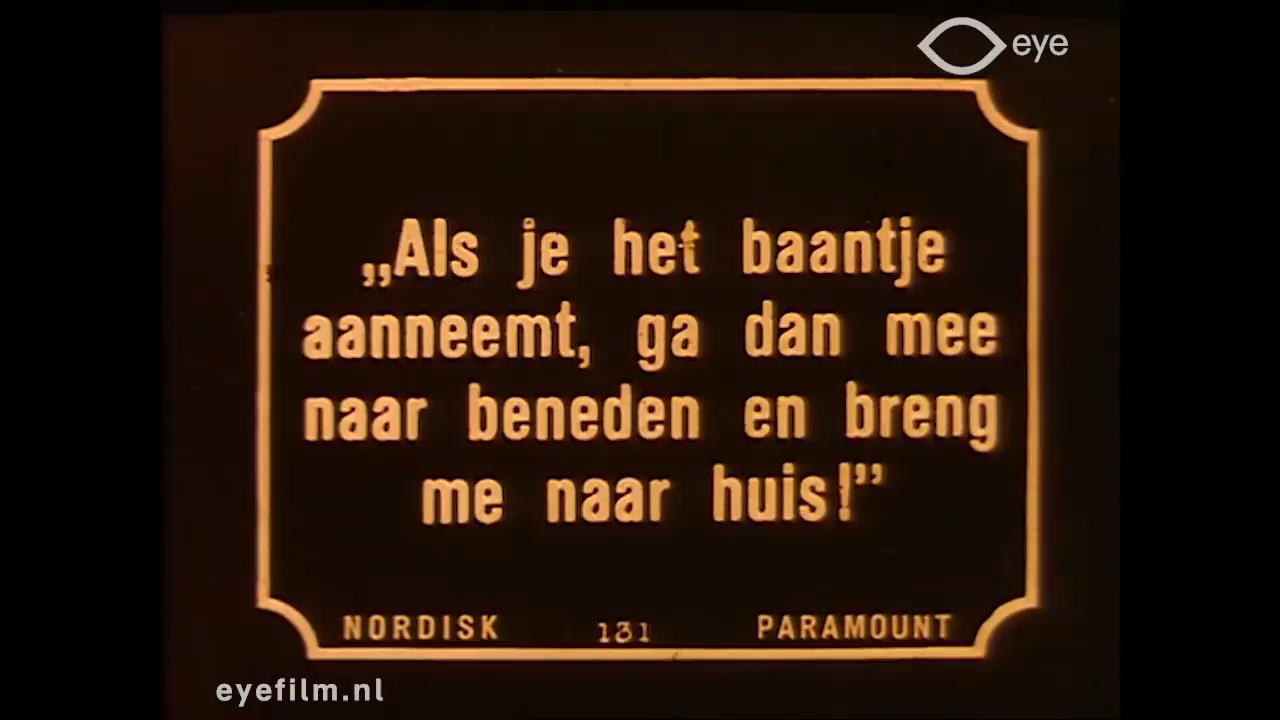 eye
„Als je het baantje
aanneemt, ga dan mee
naar beneden en breng
me naar huis!”
NORDISK 131 PARAMOUNT
eyefilm.nl